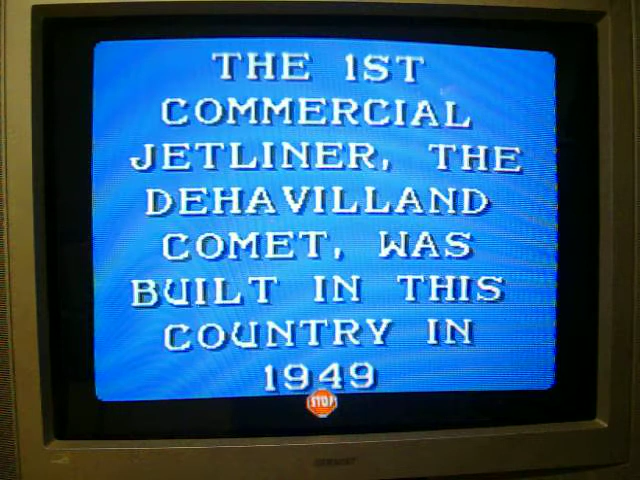 THE 1ST
COMMERCIAL
JETLINER, THE
DEHAVILLAND
COMET, WAS
BUILT IN THIS
COUNTRY IN
1949
STOP